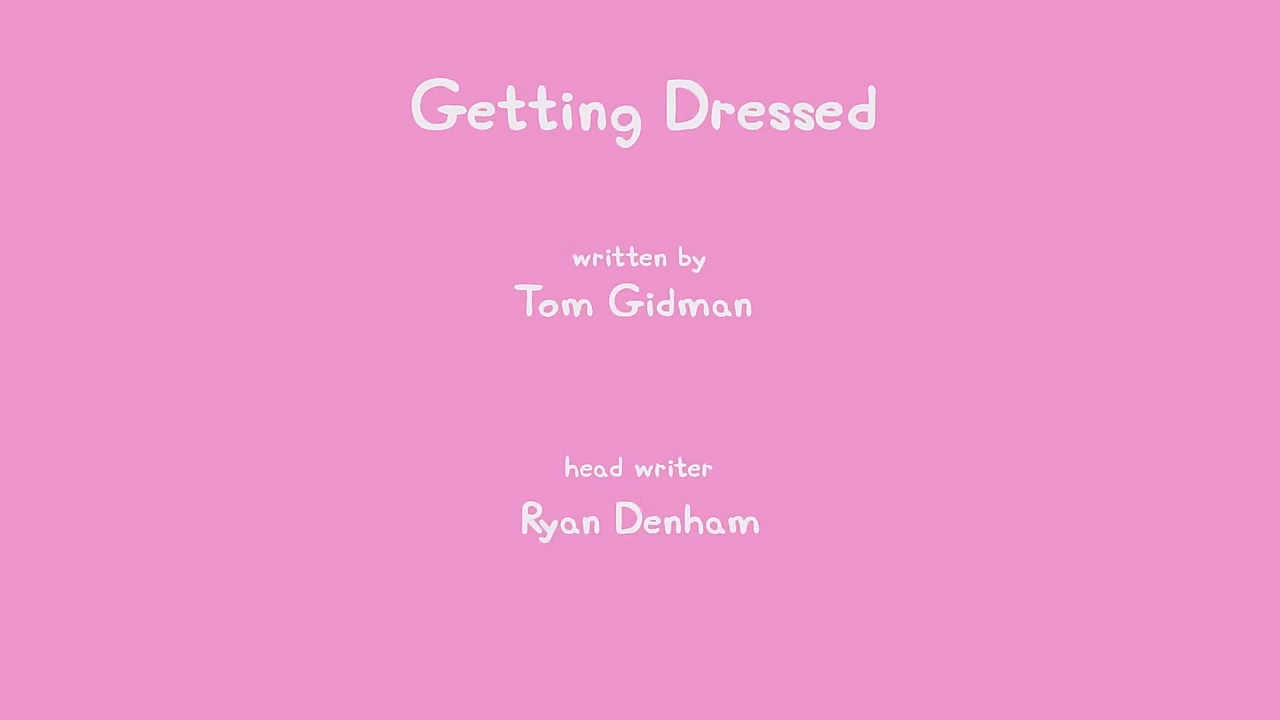 Getting Dressed
written by
Tom Gidman
head writer
Ryan Denham